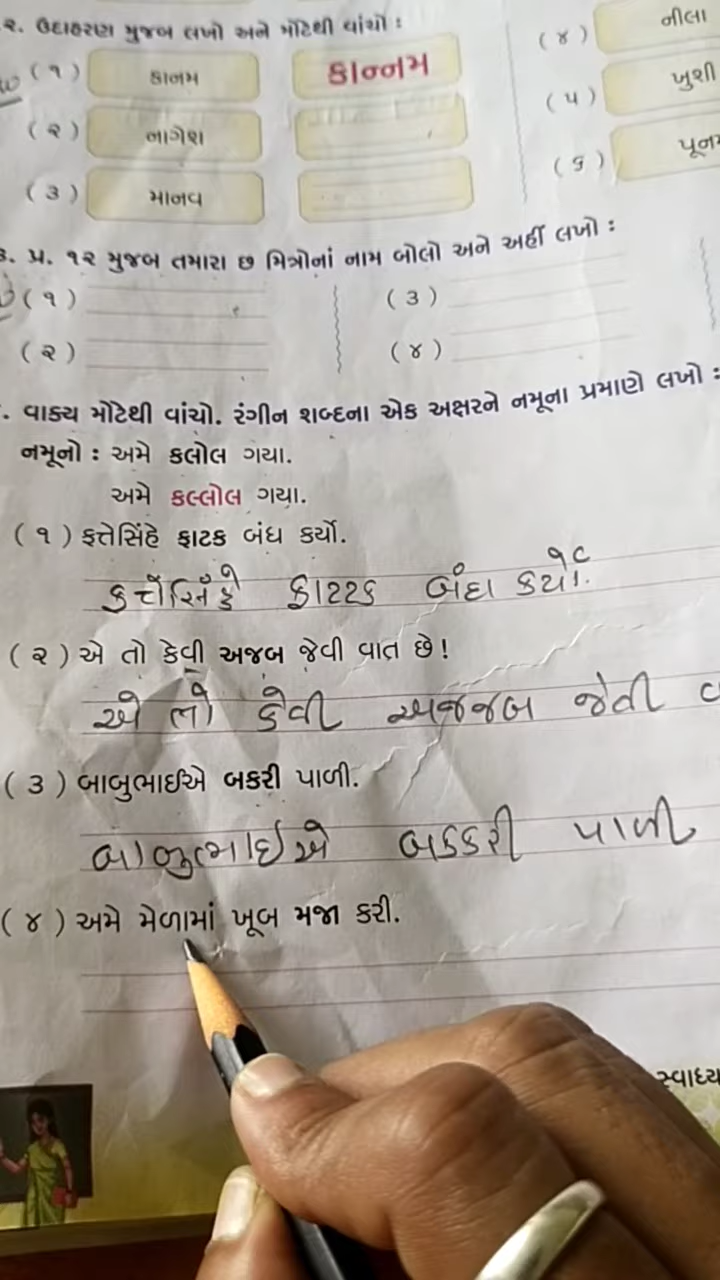 ૨. ઉદાહરણ મુજબ લખો અને મોટેથી વાંચો :
(૧) કાનમ કાન્નમ
(૨) નાગેશ
(૩) માનવ
(૪) નીલા
(૫) ખુશી
(૬)
૩. પ્ર. ૧૨ મુજબ તમારા છ મિત્રોનાં નામ બોલો અને અહીં લખો :
(૧) (૩)
(૨) (૪)
. વાક્ય મોટેથી વાંચો. રંગીન શબ્દના એક અક્ષરને નમૂના પ્રમાણે લખો :
નમૂનો : અમે કલોલ ગયા.
અમે કલ્લોલ ગયા.
(૧) ફત્તેસિંહે ફાટક બંધ કર્યો.
ફાટ્ટક બંધ કર્યો.
(૨) એ તો કેવી અજબ જેવી વાત છે!
એ તો કેવી અજ્જબ જેવી
(૩) બાબુભાઈએ બકરી પાળી.
બાબુભાઈએ બક્કરી પાળી
(૪) અમે મેળામાં ખૂબ મજા કરી.